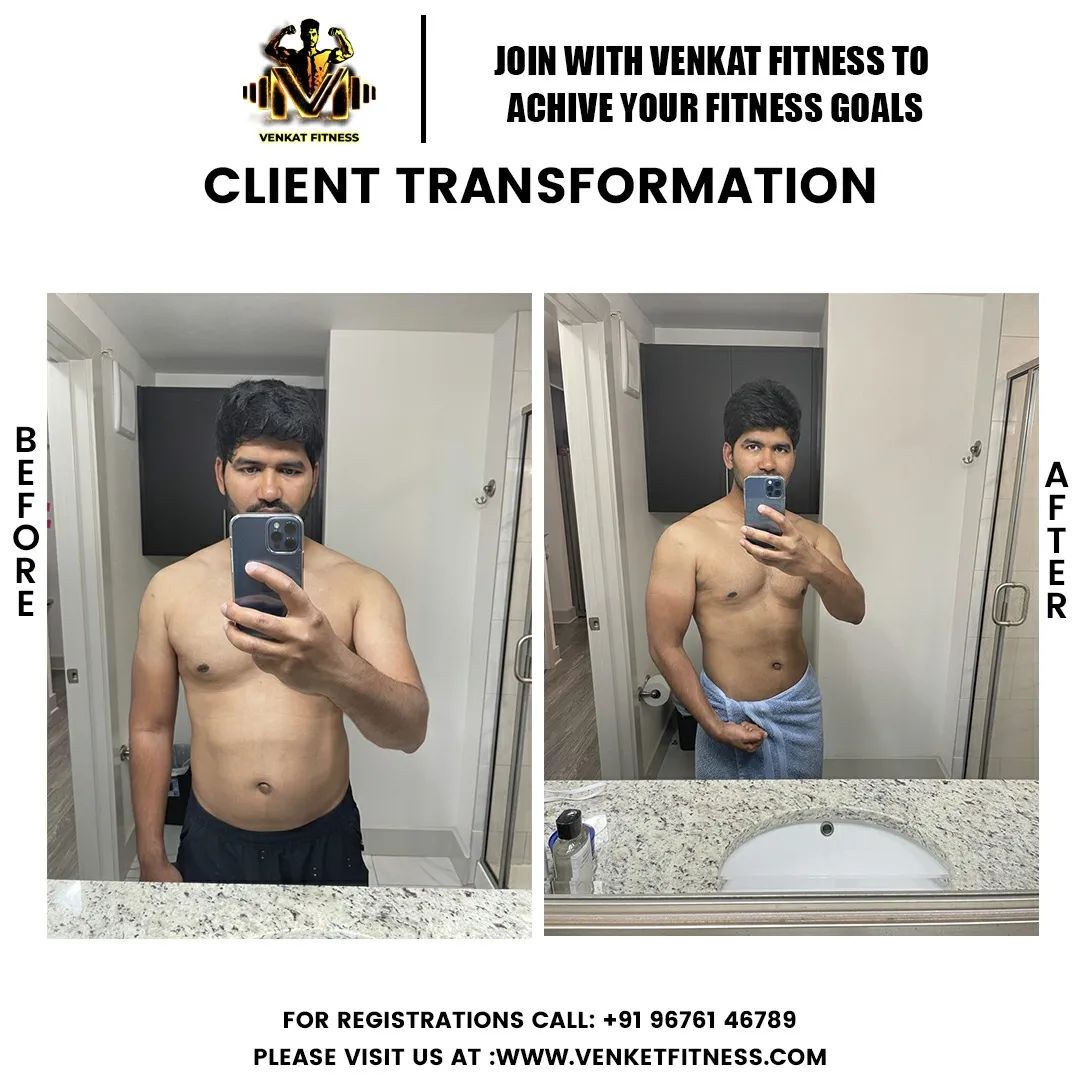 VENKAT FITNESS
JOIN WITH VENKAT FITNESS TO
ACHIVE YOUR FITNESS GOALS
CLIENT TRANSFORMATION
BEFORE
AFTER
FOR REGISTRATIONS CALL: +91 96761 46789
PLEASE VISIT US AT :WWW.VENKETFITNESS.COM